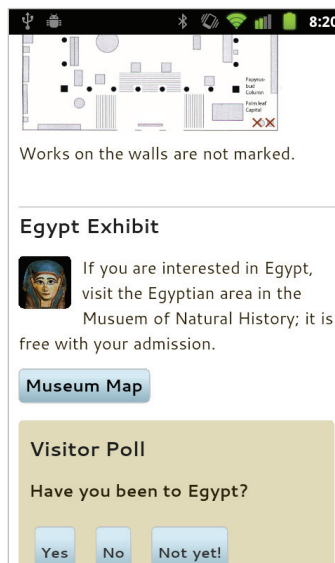 8:20
Papyrus-
bud
Column
Palm leaf
Capital
Works on the walls are not marked.
Egypt Exhibit
If you are interested in Egypt,
visit the Egyptian area in the
Musuem of Natural History; it is
free with your admission.
Museum Map
Visitor Poll
Have you been to Egypt?
Yes No Not yet!